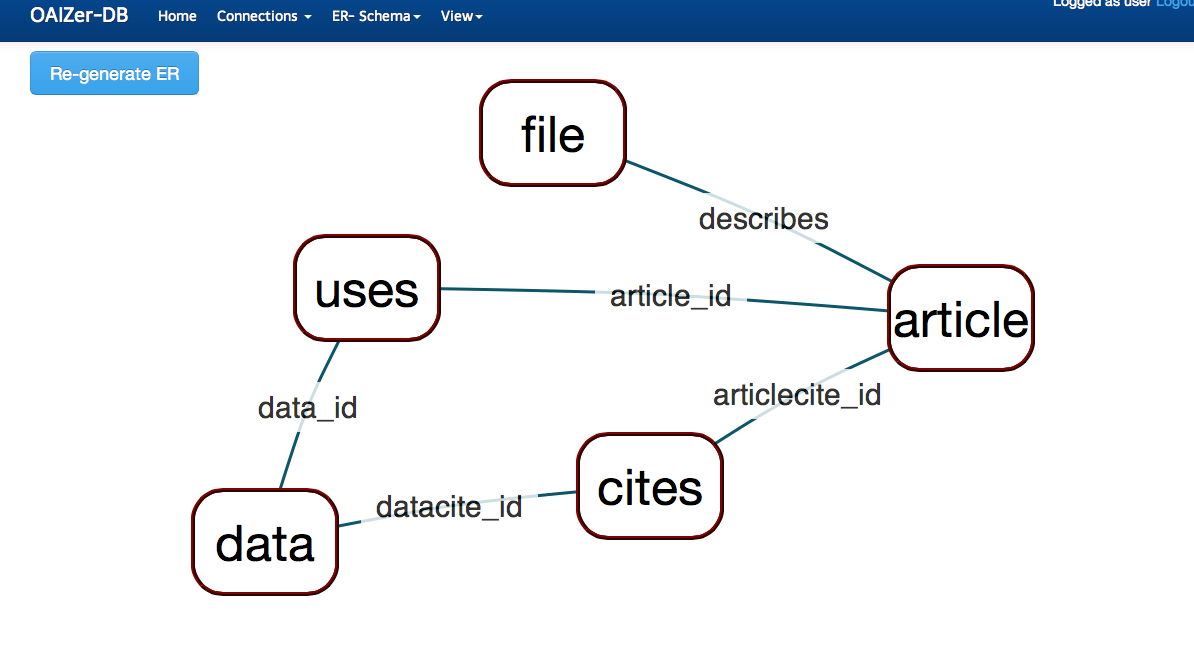 Logged as user Logou
OAIZer-DB Home Connections ER- Schema View
Re-generate ER
file
describes
uses
article_id
article
articlecite_id
data_id
cites
datacite_id
data